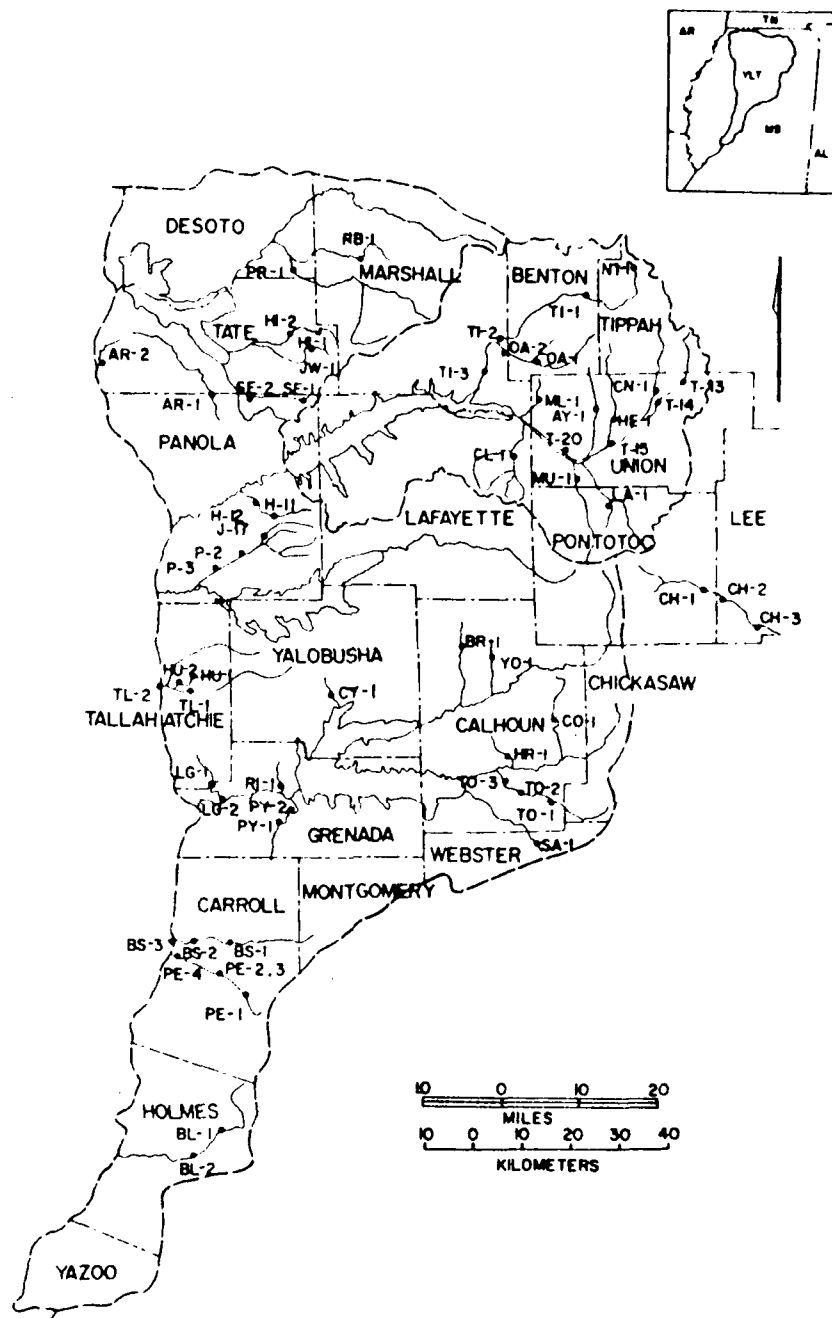 TN
AR
YLT
MS
AL
DESOTO
RB-1
PR-1
MARSHALL
BENTON
NT-1
TI-1
TIPPAH
HI-2
TATE
HI-1
JW-1
TI-2
OA-2
OA-1
AR-2
TI-3
SE-2
SE-1
AR-1
ML-1
AY-1
CN-1
T-13
T-14
HE-1
PANOLA
T-20
T-15
CL-1
UNION
MU-1
LA-1
H-11
H-12
J-17
LAFAYETTE
LEE
PONTOTOC
P-2
P-3
CH-1
CH-2
CH-3
BR-1
YO-1
YALOBUSHA
HU-2
HU-1
CHICKASAW
TL-2
TL-1
CY-1
TALLAHATCHIE
CALHOUN
CO-1
HR-1
LG-1
RI-1
TO-3
TO-2
LG-2
PY-2
TO-1
PY-1
GRENADA
SA-1
WEBSTER
MONTGOMERY
CARROLL
BS-3
BS-2
BS-1
PE-4
PE-2,3
PE-1
10 0 10 20
MILES
10 0 10 20 30 40
KILOMETERS
HOLMES
BL-1
BL-2
YAZOO